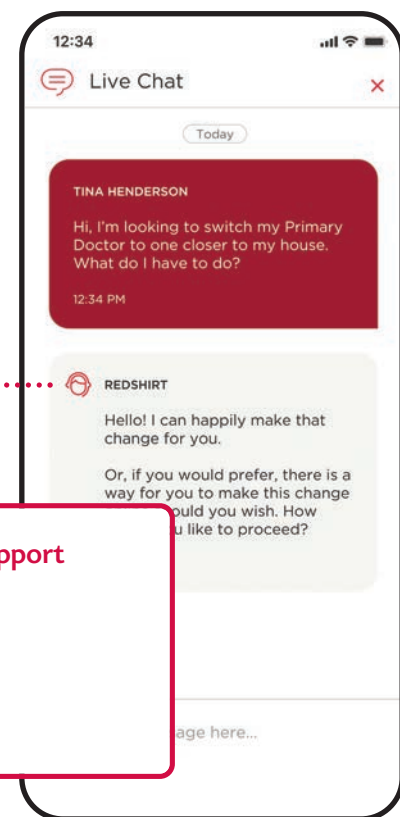 12:34
Live Chat
Today
TINA HENDERSON
Hi, I'm looking to switch my Primary
Doctor to one closer to my house.
What do I have to do?
12:34 PM
REDSHIRT
Hello! I can happily make that
change for you.
Or, if you would prefer, there is a
way for you to make this change
ould you wish. How
u like to proceed?
pport
age here...